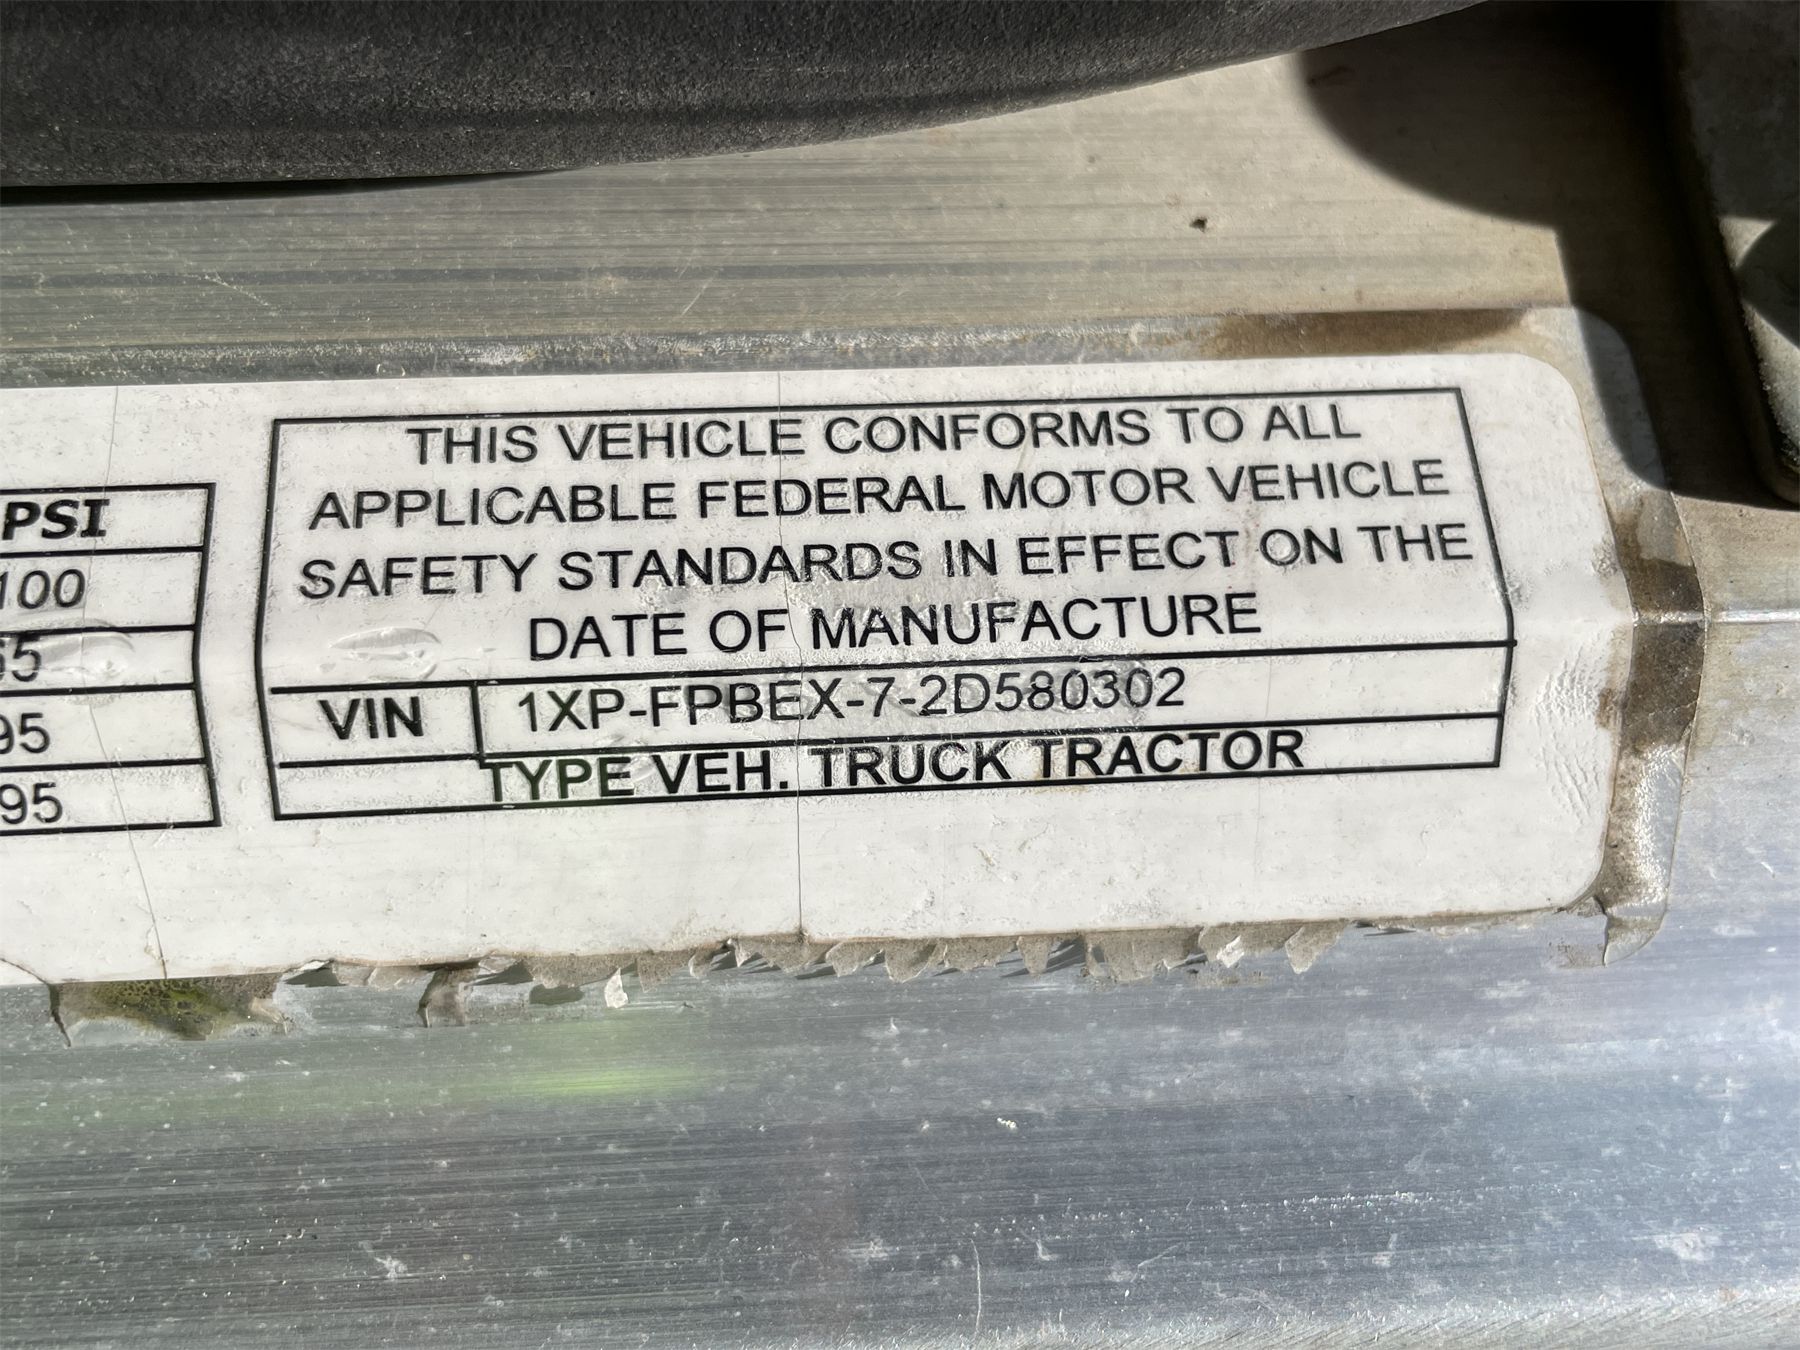 PSI
100
55
95
95
THIS VEHICLE CONFORMS TO ALL
APPLICABLE FEDERAL MOTOR VEHICLE
SAFETY STANDARDS IN EFFECT ON THE
DATE OF MANUFACTURE
VIN 1XP-FPBEX-7-2D580302
TYPE VEH. TRUCK TRACTOR